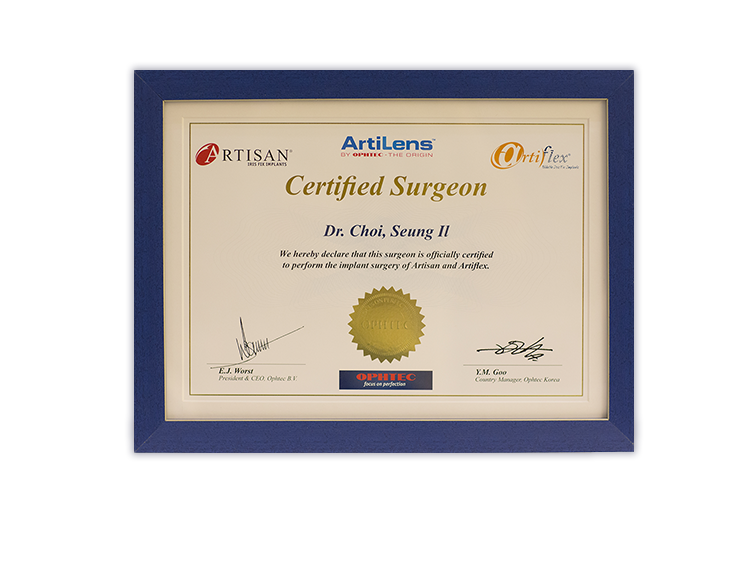 ARTISAN®
IRIS FIX IMPLANTS
ArtiLens™
BY OPHTEC - THE ORIGIN
Artiflex®
Certified Surgeon
Dr. Choi, Seung Il
We hereby declare that this surgeon is officially certified
to perform the implant surgery of Artisan and Artiflex.
OPHTEC
E.J. Worst
President & CEO, Ophtec B.V.
OPHTEC
focus on perfection
Y.M. Goo
Country Manager, Ophtec Korea